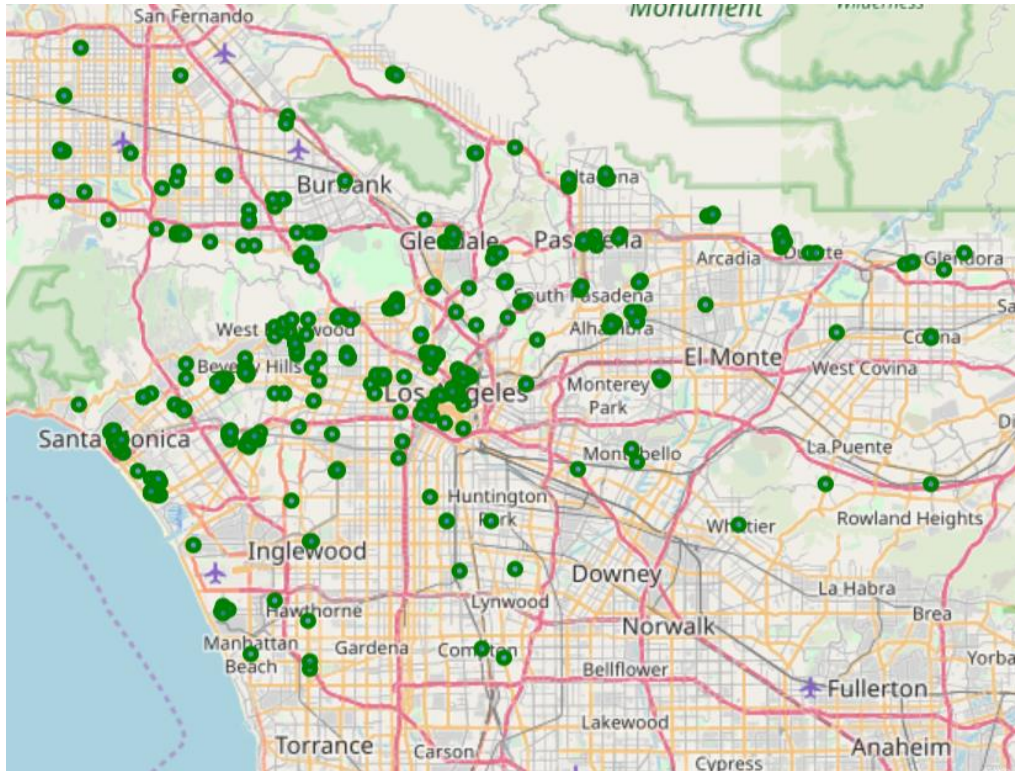 San Fernando
Monument
Wilderness
Burbank
Altadena
Glendale
Pasadena
Arcadia
Duarte
Glendora
South Pasadena
West Hollywood
Alhambra
Covina
El Monte
West Covina
Beverly Hills
Los Angeles
Monterey
Park
Santa Monica
La Puente
Montebello
Huntington
Park
Whittier
Rowland Heights
Inglewood
Downey
La Habra
Lynwood
Hawthorne
Brea
Norwalk
Manhattan
Beach
Gardena
Compton
Yorba
Bellflower
Fullerton
Lakewood
Torrance
Carson
Anaheim
Cypress